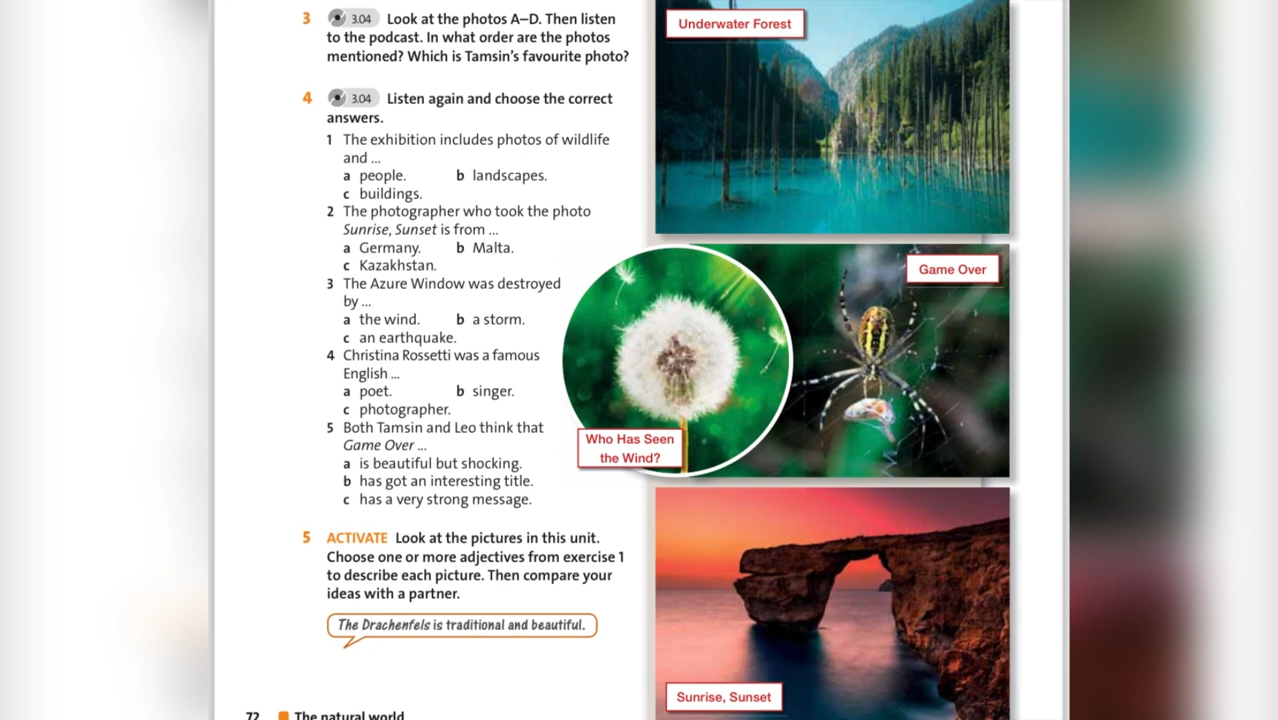 3 3.04 Look at the photos A–D. Then listen
to the podcast. In what order are the photos
mentioned? Which is Tamsin's favourite photo?
4 3.04 Listen again and choose the correct
answers.
1 The exhibition includes photos of wildlife
and ...
a people. b landscapes.
c buildings.
2 The photographer who took the photo
Sunrise, Sunset is from ...
a Germany. b Malta.
c Kazakhstan.
3 The Azure Window was destroyed
by ...
a the wind. b a storm.
c an earthquake.
4 Christina Rossetti was a famous
English ...
a poet. b singer.
c photographer.
5 Both Tamsin and Leo think that
Game Over ...
a is beautiful but shocking.
b has got an interesting title.
c has a very strong message.
5 ACTIVATE Look at the pictures in this unit.
Choose one or more adjectives from exercise 1
to describe each picture. Then compare your
ideas with a partner.
The Drachenfels is traditional and beautiful.
72 The natural world
Underwater Forest
Game Over
Who Has Seen
the Wind?
Sunrise, Sunset